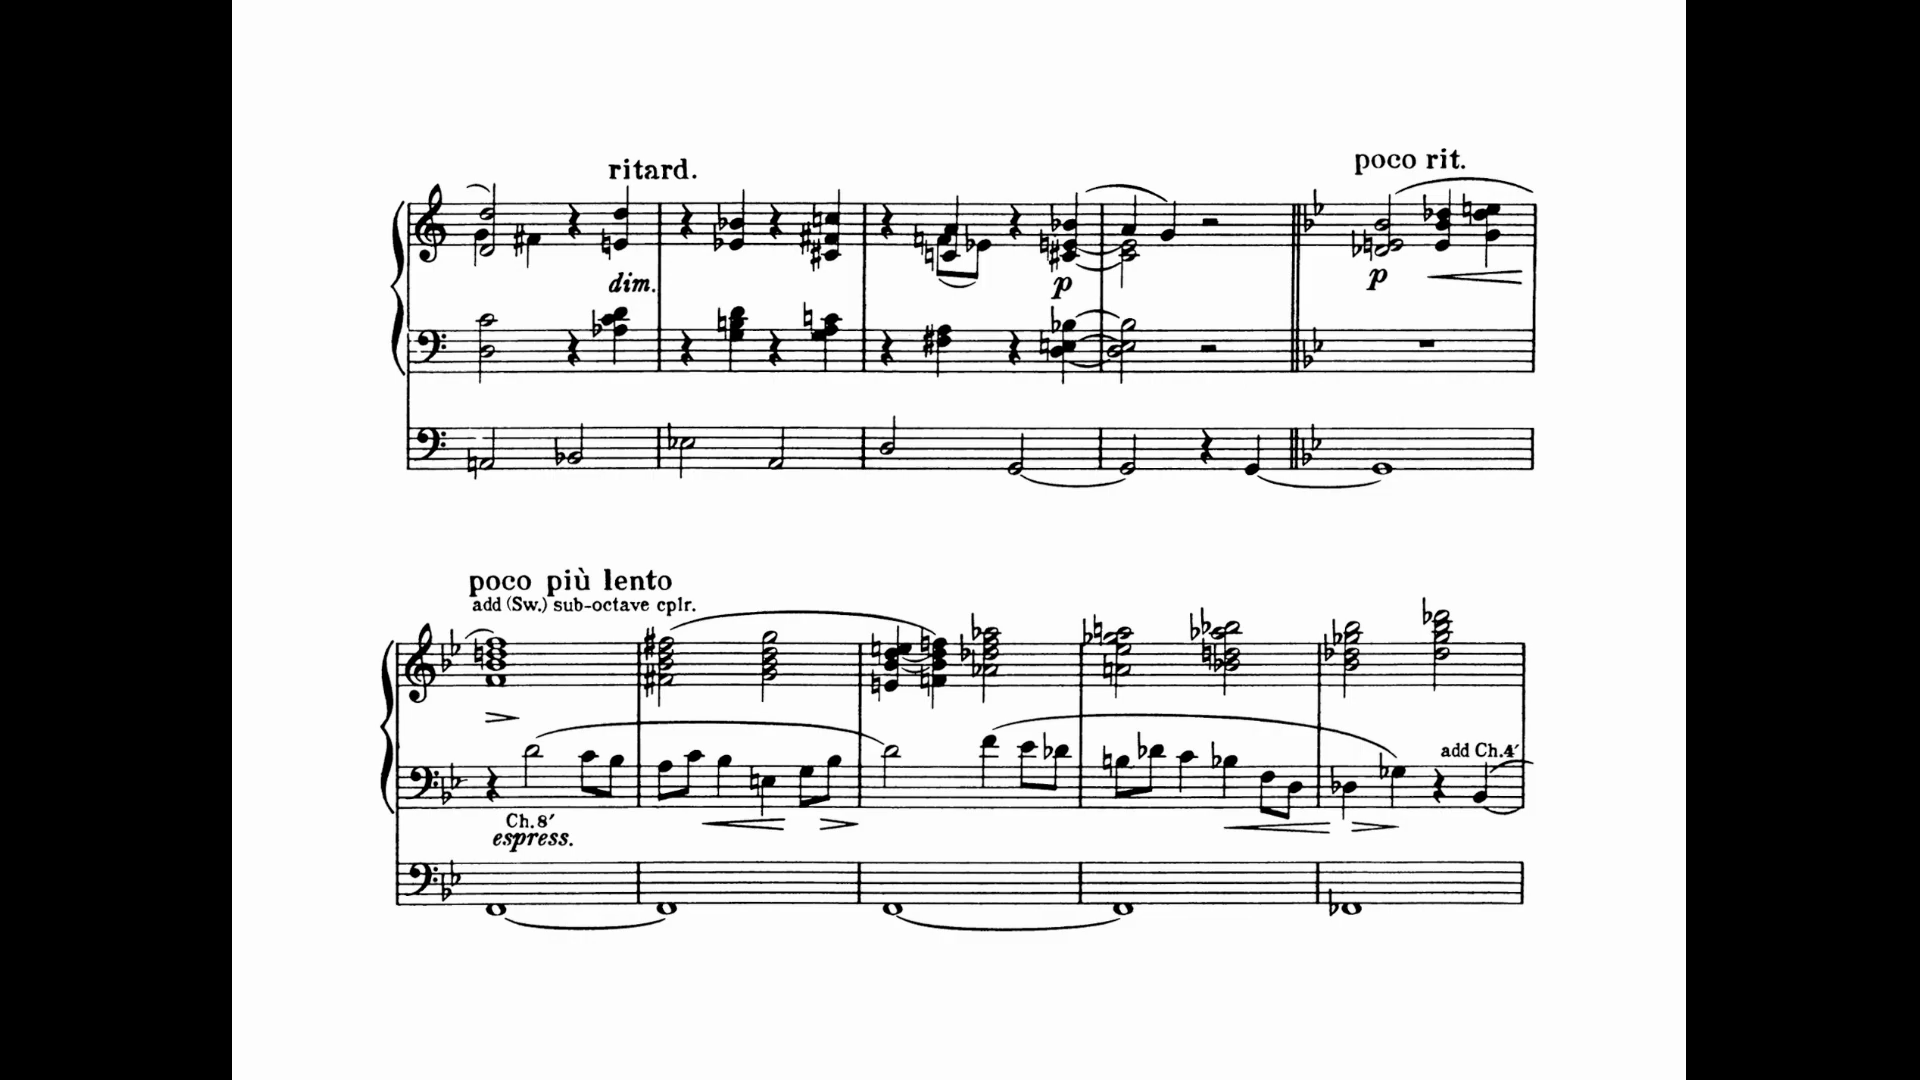 ritard.
dim.
p
poco rit.
p
poco più lento
add (Sw.) sub-octave cplr.
Ch. 8′
espress.
add Ch. 4′